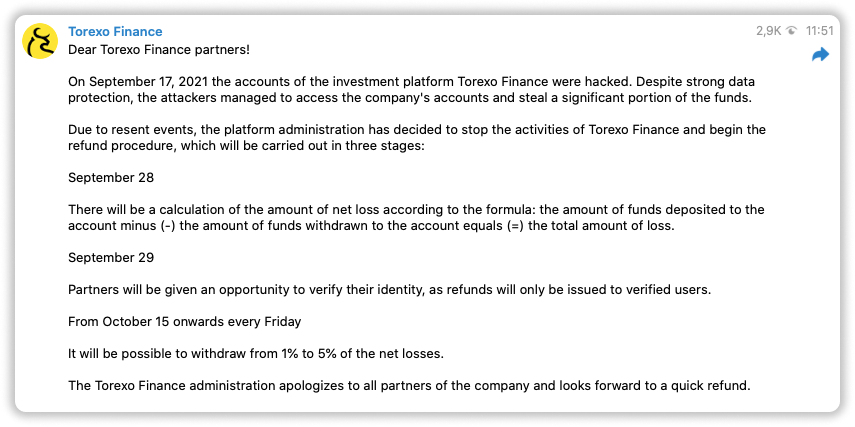 Torexo Finance
2,9K 11:51
Dear Torexo Finance partners!
On September 17, 2021 the accounts of the investment platform Torexo Finance were hacked. Despite strong data
protection, the attackers managed to access the company's accounts and steal a significant portion of the funds.
Due to resent events, the platform administration has decided to stop the activities of Torexo Finance and begin the
refund procedure, which will be carried out in three stages:
September 28
There will be a calculation of the amount of net loss according to the formula: the amount of funds deposited to the
account minus (-) the amount of funds withdrawn to the account equals (=) the total amount of loss.
September 29
Partners will be given an opportunity to verify their identity, as refunds will only be issued to verified users.
From October 15 onwards every Friday
It will be possible to withdraw from 1% to 5% of the net losses.
The Torexo Finance administration apologizes to all partners of the company and looks forward to a quick refund.